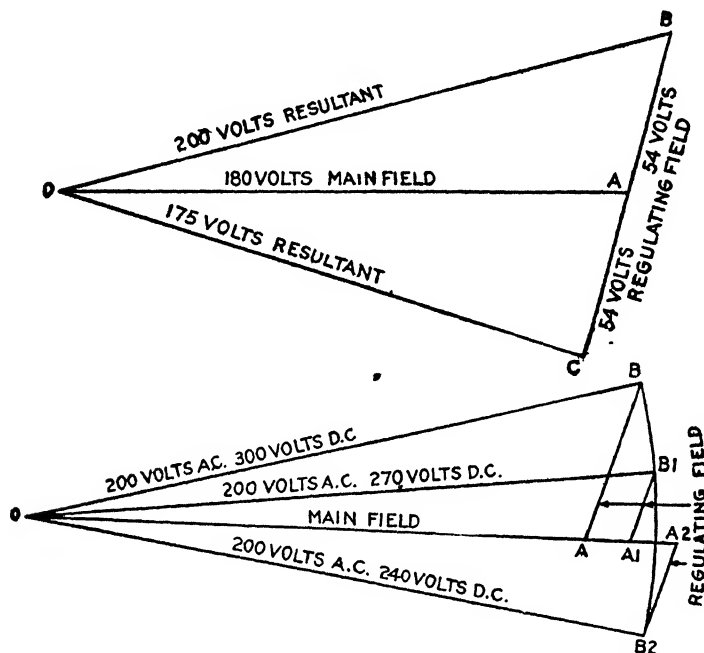 B
200 VOLTS RESULTANT
54 VOLTS
O
180 VOLTS MAIN FIELD
A
REGULATING FIELD
175 VOLTS RESULTANT
54 VOLTS
C
B
200 VOLTS A.C. 300 VOLTS D.C
200 VOLTS A.C. 270 VOLTS D.C.
B1
O
MAIN FIELD
A
A1
A2
REGULATING FIELD
200 VOLTS A.C. 240 VOLTS D.C.
B2